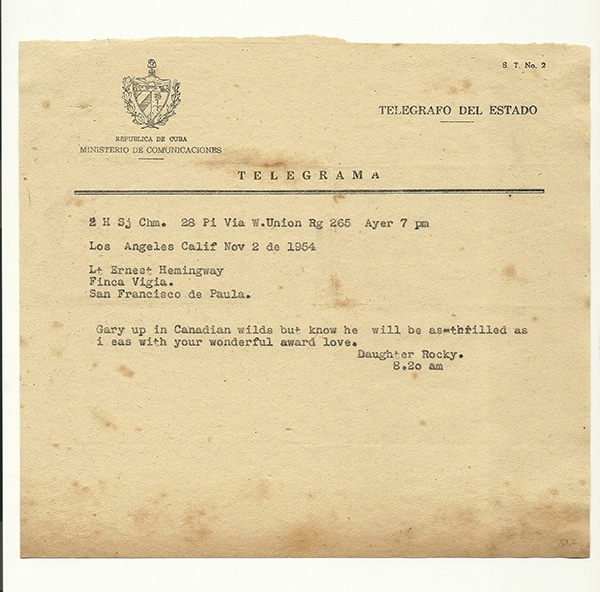 S T. No. 2
TELEGRAFO DEL ESTADO
REPUBLICA DE CUBA
MINISTERIO DE COMUNICACIONES
TELEGRAMA
2 H Sj Chm. 28 Pi Via W.Union Rg 265 Ayer 7 pm
Los Angeles Calif Nov 2 de 1954
Lt Ernest Hemingway
Finca Vigia.
San Francisco de Paula.
Gary up in Canadian wilds but know he will be as thrilled as
i eas with your wonderful award love.
Daughter Rocky.
8.2o am